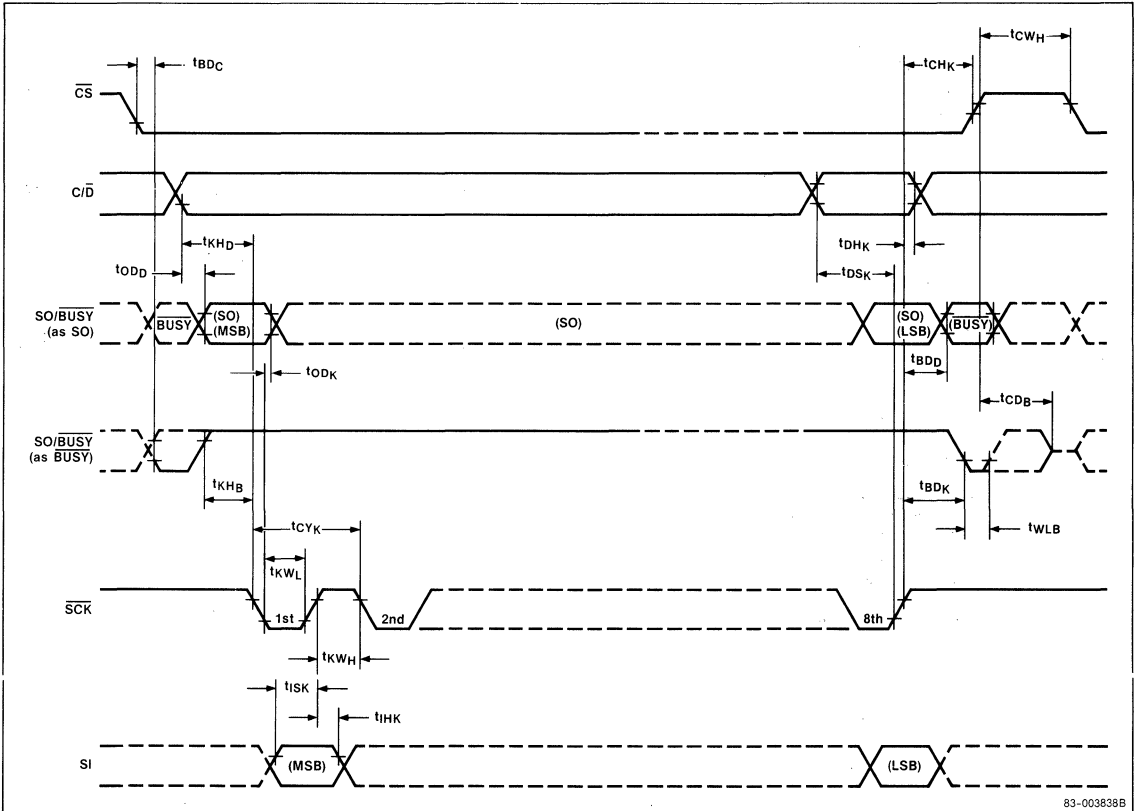 tBDC
tCHK
tCWH
CS
C/D
tKHD
tODD
tDHK
tDSK
SO/BUSY
(as SO)
BUSY
(SO)
(MSB)
(SO)
(SO)
(LSB)
(BUSY)
tODK
tBDD
tCDB
SO/BUSY
(as BUSY)
tKHB
tBDK
tWLB
tCYK
tKWL
SCK
1st
2nd
8th
tKWH
tISK
tIHK
SI
(MSB)
(LSB)
83-003838B